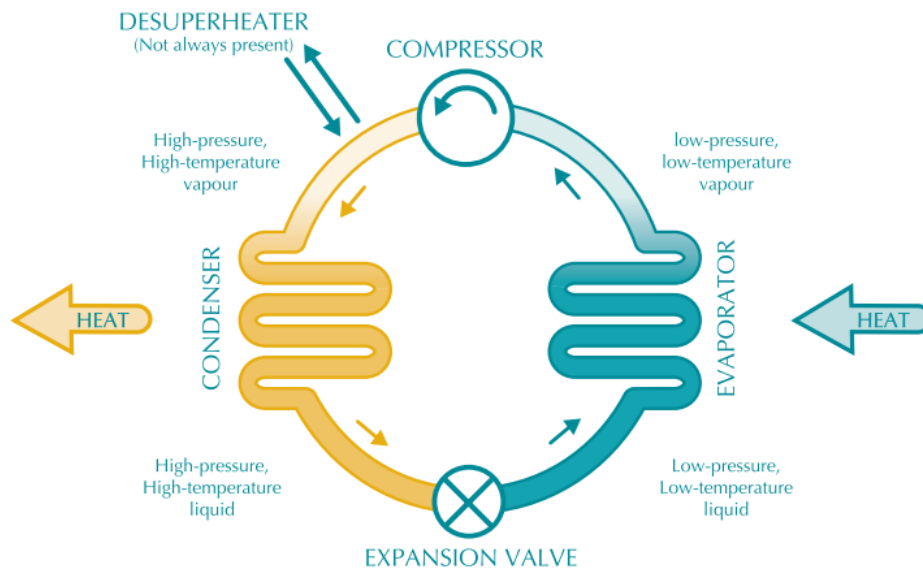 DESUPERHEATER
(Not always present)
COMPRESSOR
High-pressure,
High-temperature
vapour
low-pressure,
low-temperature
vapour
CONDENSER
EVAPORATOR
HEAT
HEAT
High-pressure,
High-temperature
liquid
Low-pressure,
Low-temperature
liquid
EXPANSION VALVE